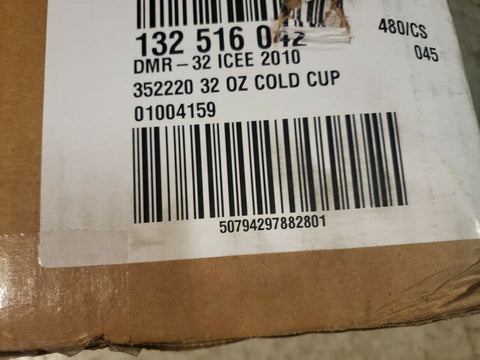 132 516 042
480/CS
DMR-32 ICEE 2010
045
352220 32 OZ COLD CUP
01004159
50794297882801